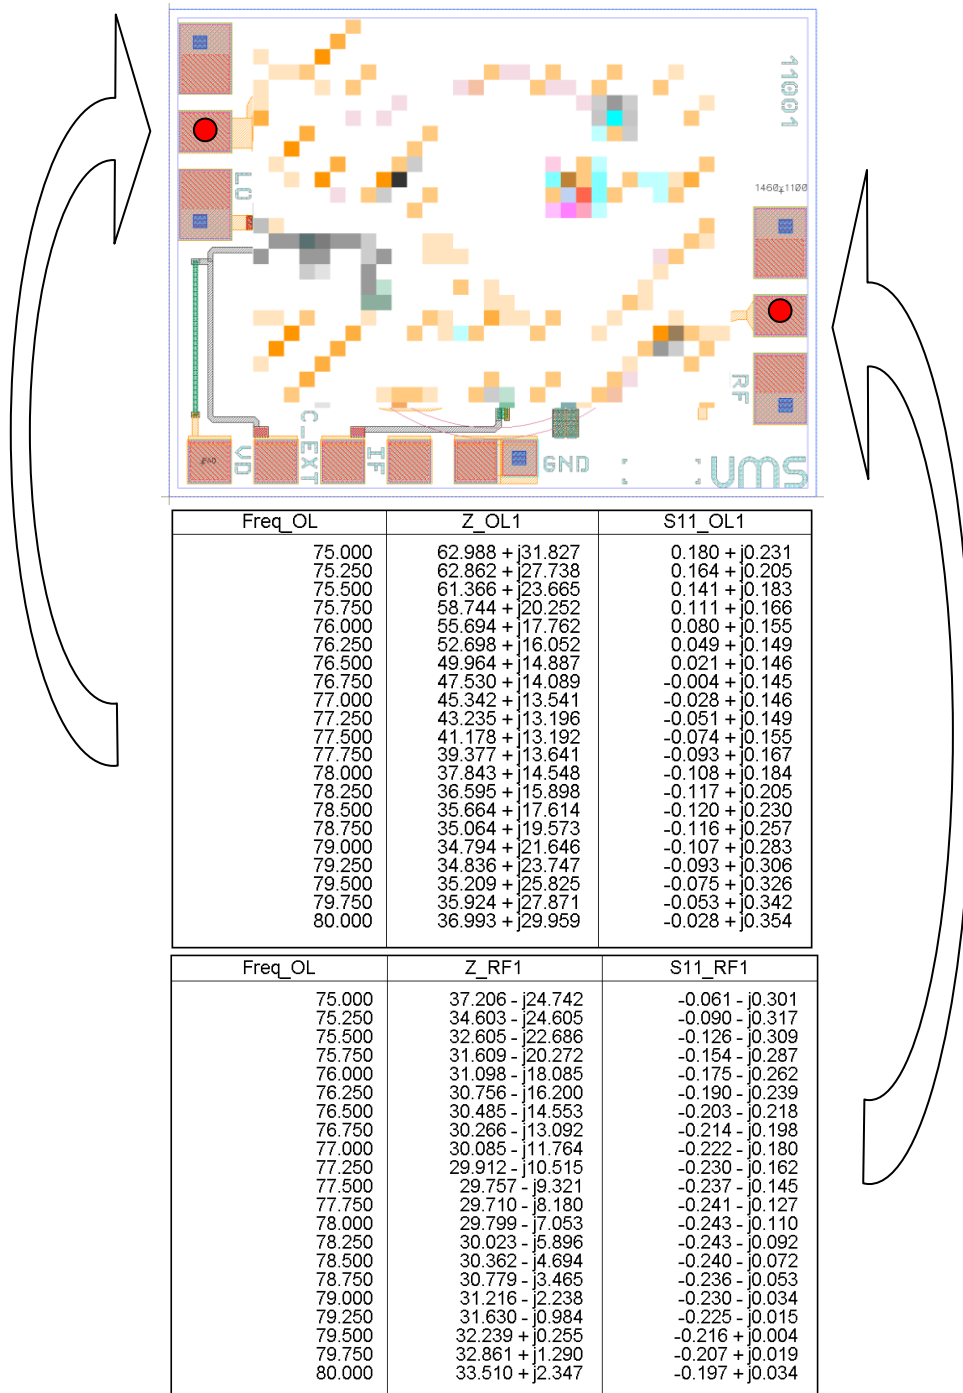 11001
LO
1460x1100
RF
VD
C_EXT
IF
GND
ums
Freq_OL Z_OL1 S11_OL1
75.000 62.988 + j31.827 0.180 + j0.231
75.250 62.862 + j27.738 0.164 + j0.205
75.500 61.366 + j23.665 0.141 + j0.183
75.750 58.744 + j20.252 0.111 + j0.166
76.000 55.694 + j17.762 0.080 + j0.155
76.250 52.698 + j16.052 0.049 + j0.149
76.500 49.964 + j14.887 0.021 + j0.146
76.750 47.530 + j14.089 -0.004 + j0.145
77.000 45.342 + j13.541 -0.028 + j0.146
77.250 43.235 + j13.196 -0.051 + j0.149
77.500 41.178 + j13.192 -0.074 + j0.155
77.750 39.377 + j13.641 -0.093 + j0.167
78.000 37.843 + j14.548 -0.108 + j0.184
78.250 36.595 + j15.898 -0.117 + j0.205
78.500 35.664 + j17.614 -0.120 + j0.230
78.750 35.064 + j19.573 -0.116 + j0.257
79.000 34.794 + j21.646 -0.107 + j0.283
79.250 34.836 + j23.747 -0.093 + j0.306
79.500 35.209 + j25.825 -0.075 + j0.326
79.750 35.924 + j27.871 -0.053 + j0.342
80.000 36.993 + j29.959 -0.028 + j0.354
Freq_OL Z_RF1 S11_RF1
75.000 37.206 - j24.742 -0.061 - j0.301
75.250 34.603 - j24.605 -0.090 - j0.317
75.500 32.605 - j22.686 -0.126 - j0.309
75.750 31.609 - j20.272 -0.154 - j0.287
76.000 31.098 - j18.085 -0.175 - j0.262
76.250 30.756 - j16.200 -0.190 - j0.239
76.500 30.485 - j14.553 -0.203 - j0.218
76.750 30.266 - j13.092 -0.214 - j0.198
77.000 30.085 - j11.764 -0.222 - j0.180
77.250 29.912 - j10.515 -0.230 - j0.162
77.500 29.757 - j9.321 -0.237 - j0.145
77.750 29.710 - j8.180 -0.241 - j0.127
78.000 29.799 - j7.053 -0.243 - j0.110
78.250 30.023 - j5.896 -0.243 - j0.092
78.500 30.362 - j4.694 -0.240 - j0.072
78.750 30.779 - j3.465 -0.236 - j0.053
79.000 31.216 - j2.238 -0.230 - j0.034
79.250 31.630 - j0.984 -0.225 - j0.015
79.500 32.239 + j0.255 -0.216 + j0.004
79.750 32.861 + j1.290 -0.207 + j0.019
80.000 33.510 + j2.347 -0.197 + j0.034